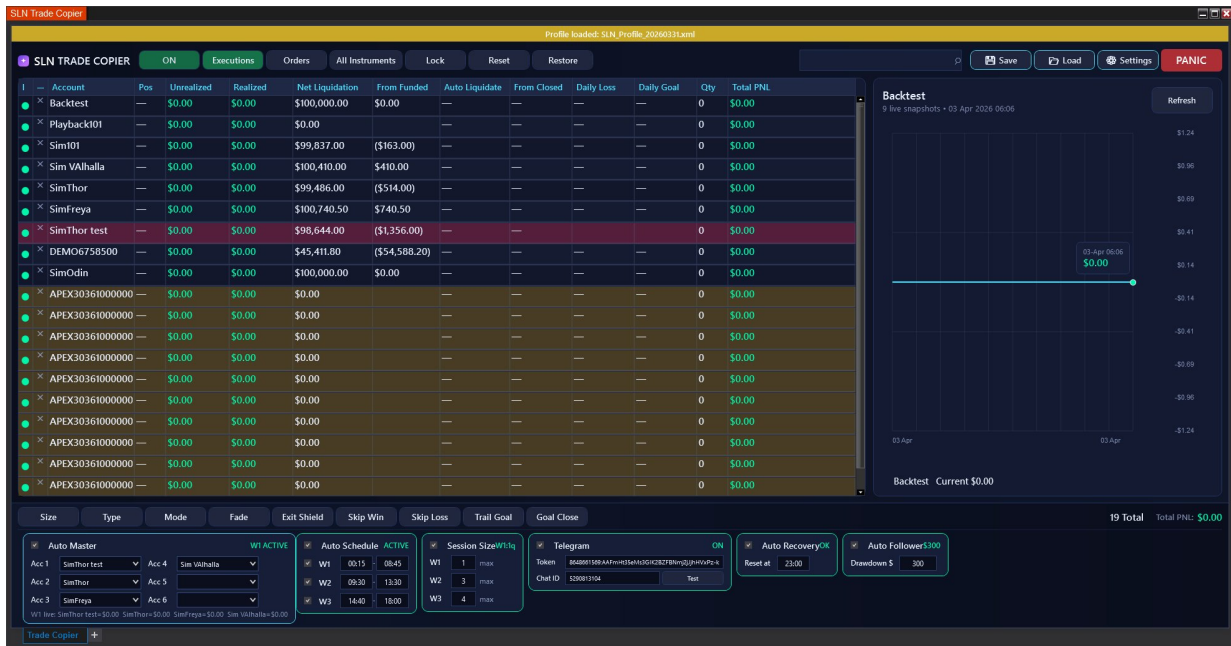 SLN Trade Copier
Profile loaded: SLN_Profile_20260331.xml
SLN TRADE COPIER ON Executions Orders All Instruments Lock Reset Restore Save Load Settings PANIC
I — Account Pos Unrealized Realized Net Liquidation From Funded Auto Liquidate From Closed Daily Loss Daily Goal Qty Total PNL
× Backtest — $0.00 $0.00 $100,000.00 $0.00 — — — — 0 $0.00
× Playback101 — $0.00 $0.00 $0.00 — — — — 0 $0.00
× Sim101 — $0.00 $0.00 $99,837.00 ($163.00) — — — — 0 $0.00
× Sim VAlhalla — $0.00 $0.00 $100,410.00 $410.00 — — — — 0 $0.00
× SimThor — $0.00 $0.00 $99,486.00 ($514.00) — — — — 0 $0.00
× SimFreya — $0.00 $0.00 $100,740.50 $740.50 — — — — 0 $0.00
× SimThor test — $0.00 $0.00 $98,644.00 ($1,356.00) — — 0 $0.00
× DEMO6758500 — $0.00 $0.00 $45,411.80 ($54,588.20) — — — — 0 $0.00
× SimOdin — $0.00 $0.00 $100,000.00 $0.00 — — — — 0 $0.00
× APEX30361000000 — $0.00 $0.00 $0.00 — — — — 0 $0.00
× APEX30361000000 — $0.00 $0.00 $0.00 — — — — 0 $0.00
× APEX30361000000 — $0.00 $0.00 $0.00 — — — — 0 $0.00
× APEX30361000000 — $0.00 $0.00 $0.00 — — — — 0 $0.00
× APEX30361000000 — $0.00 $0.00 $0.00 — — — — 0 $0.00
× APEX30361000000 — $0.00 $0.00 $0.00 — — — — 0 $0.00
× APEX30361000000 — $0.00 $0.00 $0.00 — — — — 0 $0.00
× APEX30361000000 — $0.00 $0.00 $0.00 — — — — 0 $0.00
× APEX30361000000 — $0.00 $0.00 $0.00 — — — — 0 $0.00
× APEX30361000000 — $0.00 $0.00 $0.00 — — — — 0 $0.00
Backtest
9 live snapshots • 03 Apr 2026 06:06
Refresh
$1.24
$0.96
$0.69
$0.41
03-Apr 06:06
$0.00
$0.14
-$0.14
-$0.41
-$0.69
-$0.96
-$1.24
03 Apr 03 Apr
Backtest Current $0.00
Size Type Mode Fade Exit Shield Skip Win Skip Loss Trail Goal Goal Close 19 Total Total PNL: $0.00
Auto Master W1 ACTIVE
Acc 1 SimThor test Acc 4 Sim VAlhalla
Acc 2 SimThor Acc 5
Acc 3 SimFreya Acc 6
W1 live: SimThor test=$0.00 SimThor=$0.00 SimFreya=$0.00 Sim VAlhalla=$0.00
Auto Schedule ACTIVE
W1 00:15 - 08:45
W2 09:30 - 13:30
W3 14:40 - 18:00
Session Size W1:1q
W1 1 max
W2 3 max
W3 4 max
Telegram ON
Token
Chat ID 5290813104 Test
Auto Recovery OK
Reset at 23:00
Auto Follower $300
Drawdown $ 300
Trade Copier +